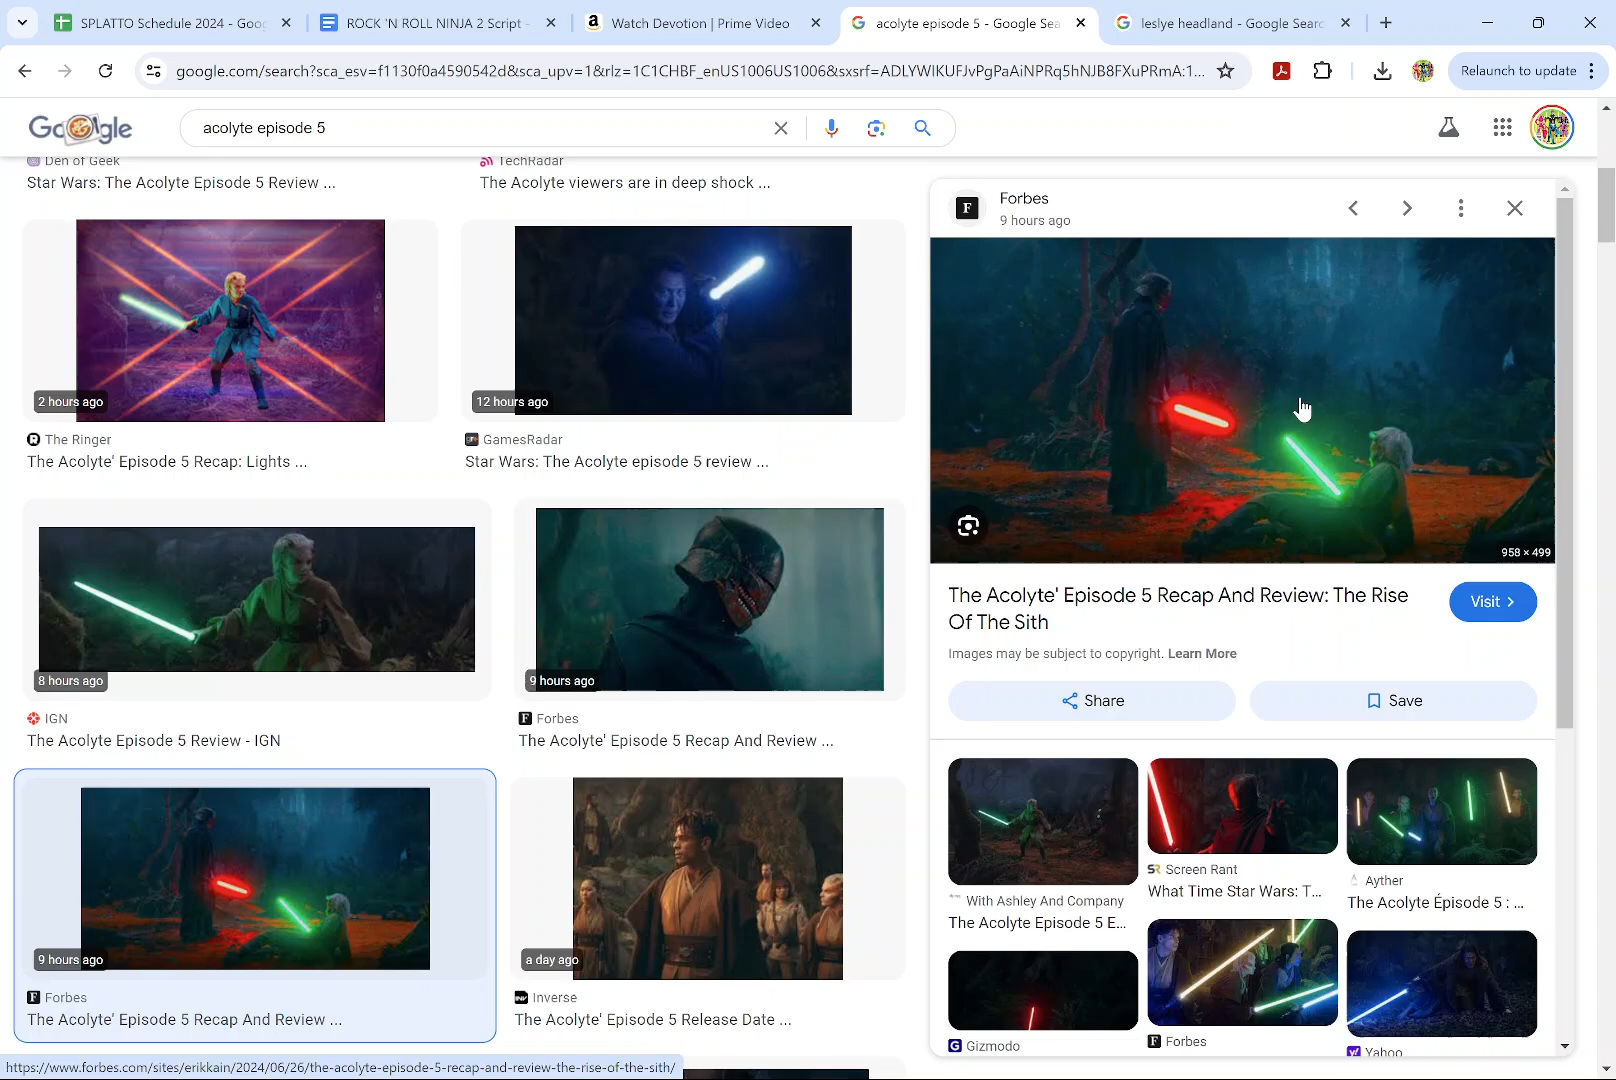 SPLATTO Schedule 2024 - Goo
ROCK 'N ROLL NINJA 2 Script -
Watch Devotion | Prime Video
acolyte episode 5 - Google Sea
leslye headland - Google Searc
google.com/search?sca_esv=f1130f0a4590542d&sca_upv=1&rlz=1C1CHBF_enUS1006US1006&sxsrf=ADLYWIKUFJvPgPaAiNPRq5hNJB8FXuPRmA:1...
Relaunch to update
Google
acolyte episode 5
Den of Geek
Star Wars: The Acolyte Episode 5 Review ...
TechRadar
The Acolyte viewers are in deep shock ...
2 hours ago
The Ringer
The Acolyte' Episode 5 Recap: Lights ...
12 hours ago
GamesRadar
Star Wars: The Acolyte episode 5 review ...
8 hours ago
IGN
The Acolyte Episode 5 Review - IGN
9 hours ago
Forbes
The Acolyte' Episode 5 Recap And Review ...
9 hours ago
Forbes
The Acolyte' Episode 5 Recap And Review ...
a day ago
Inverse
The Acolyte' Episode 5 Release Date ...
F
Forbes
9 hours ago
958 × 499
The Acolyte' Episode 5 Recap And Review: The Rise
Of The Sith
Visit
Images may be subject to copyright. Learn More
Share
Save
With Ashley And Company
The Acolyte Episode 5 E...
Screen Rant
What Time Star Wars: T...
Ayther
The Acolyte Épisode 5 : ...
Gizmodo
Forbes
Yahoo
https://www.forbes.com/sites/erikkain/2024/06/26/the-acolyte-episode-5-recap-and-review-the-rise-of-the-sith/